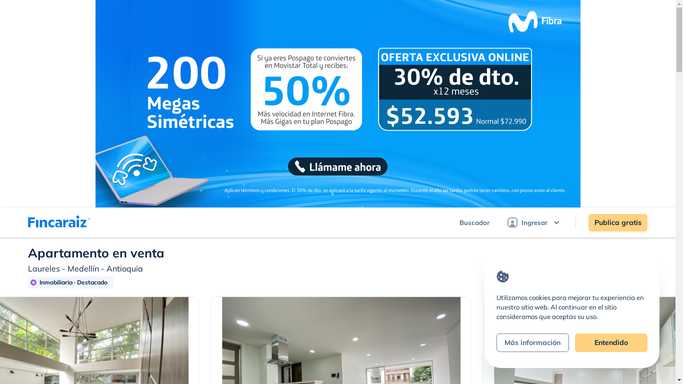 Fibra
200
Megas
Simétricas
Si ya eres Pospago te conviertes
en Movistar Total y recibes.
50%
Más velocidad en Internet Fibra.
Más Gigas en tu plan Pospago
OFERTA EXCLUSIVA ONLINE
30% de dto.
x12 meses
$52.593 Normal $72.990
Llámame ahora
Fincaraiz
Buscador
Ingresar
Publica gratis
Apartamento en venta
Laureles - Medellín - Antioquia
Inmobiliaria - Destacado
Utilizamos cookies para mejorar tu experiencia en
nuestro sitio web. Al continuar en el sitio
consideramos que aceptas su uso.
Más información
Entendido